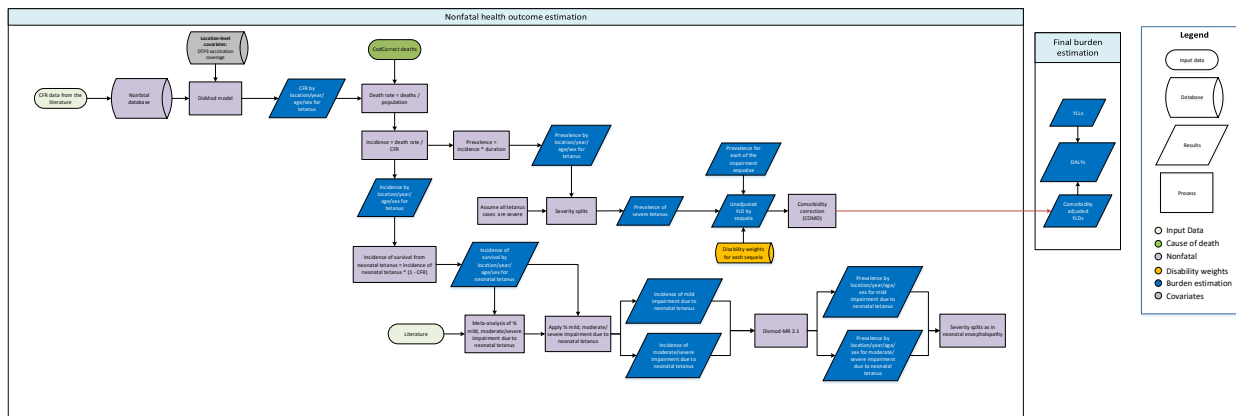 Nonfatal health outcome estimation
Location-level
covariates:
DTP3 vaccination
coverage
CodCorrect deaths
CFR data from the
literature
Nonfatal
database
DisMod model
CFR by
location/year/
age/sex for tetanus
Death rate = deaths /
population
Incidence = death rate /
CFR
Prevalence =
incidence * duration
Prevalence by
location/year/
age/sex for
tetanus
Incidence by
location/year/
age/sex for
tetanus
Prevalence for
each of the
impairment
sequelae
Assume all tetanus
cases are severe
Severity splits
Prevalence of
severe tetanus
Unadjusted
YLD by
sequela
Comorbidity
correction
(COMO)
Disability weights
for each sequela
Incidence of survival from
neonatal tetanus = incidence of
neonatal tetanus * (1 - CFR)
Incidence of
survival by
location/year/
age/sex for
neonatal tetanus
Literature
Meta-analysis of %
mild, moderate/severe
impairment due to
neonatal tetanus
Apply % mild, moderate/
severe impairment due to
neonatal tetanus
Incidence of mild
impairment due to
neonatal tetanus
Incidence of
moderate/severe
impairment due to
neonatal tetanus
Dismod-MR 2.1
Prevalence by
location/year/age/
sex for mild
impairment due to
neonatal tetanus
Prevalence by
location/year/age/
sex for moderate/
severe impairment
due to neonatal
tetanus
Severity splits as in
neonatal encephalopathy
Final burden
estimation
YLLs
DALYs
Comorbidity
adjusted
YLDs
Legend
Input data
Database
Results
Process
Input Data
Cause of death
Nonfatal
Disability weights
Burden estimation
Covariates